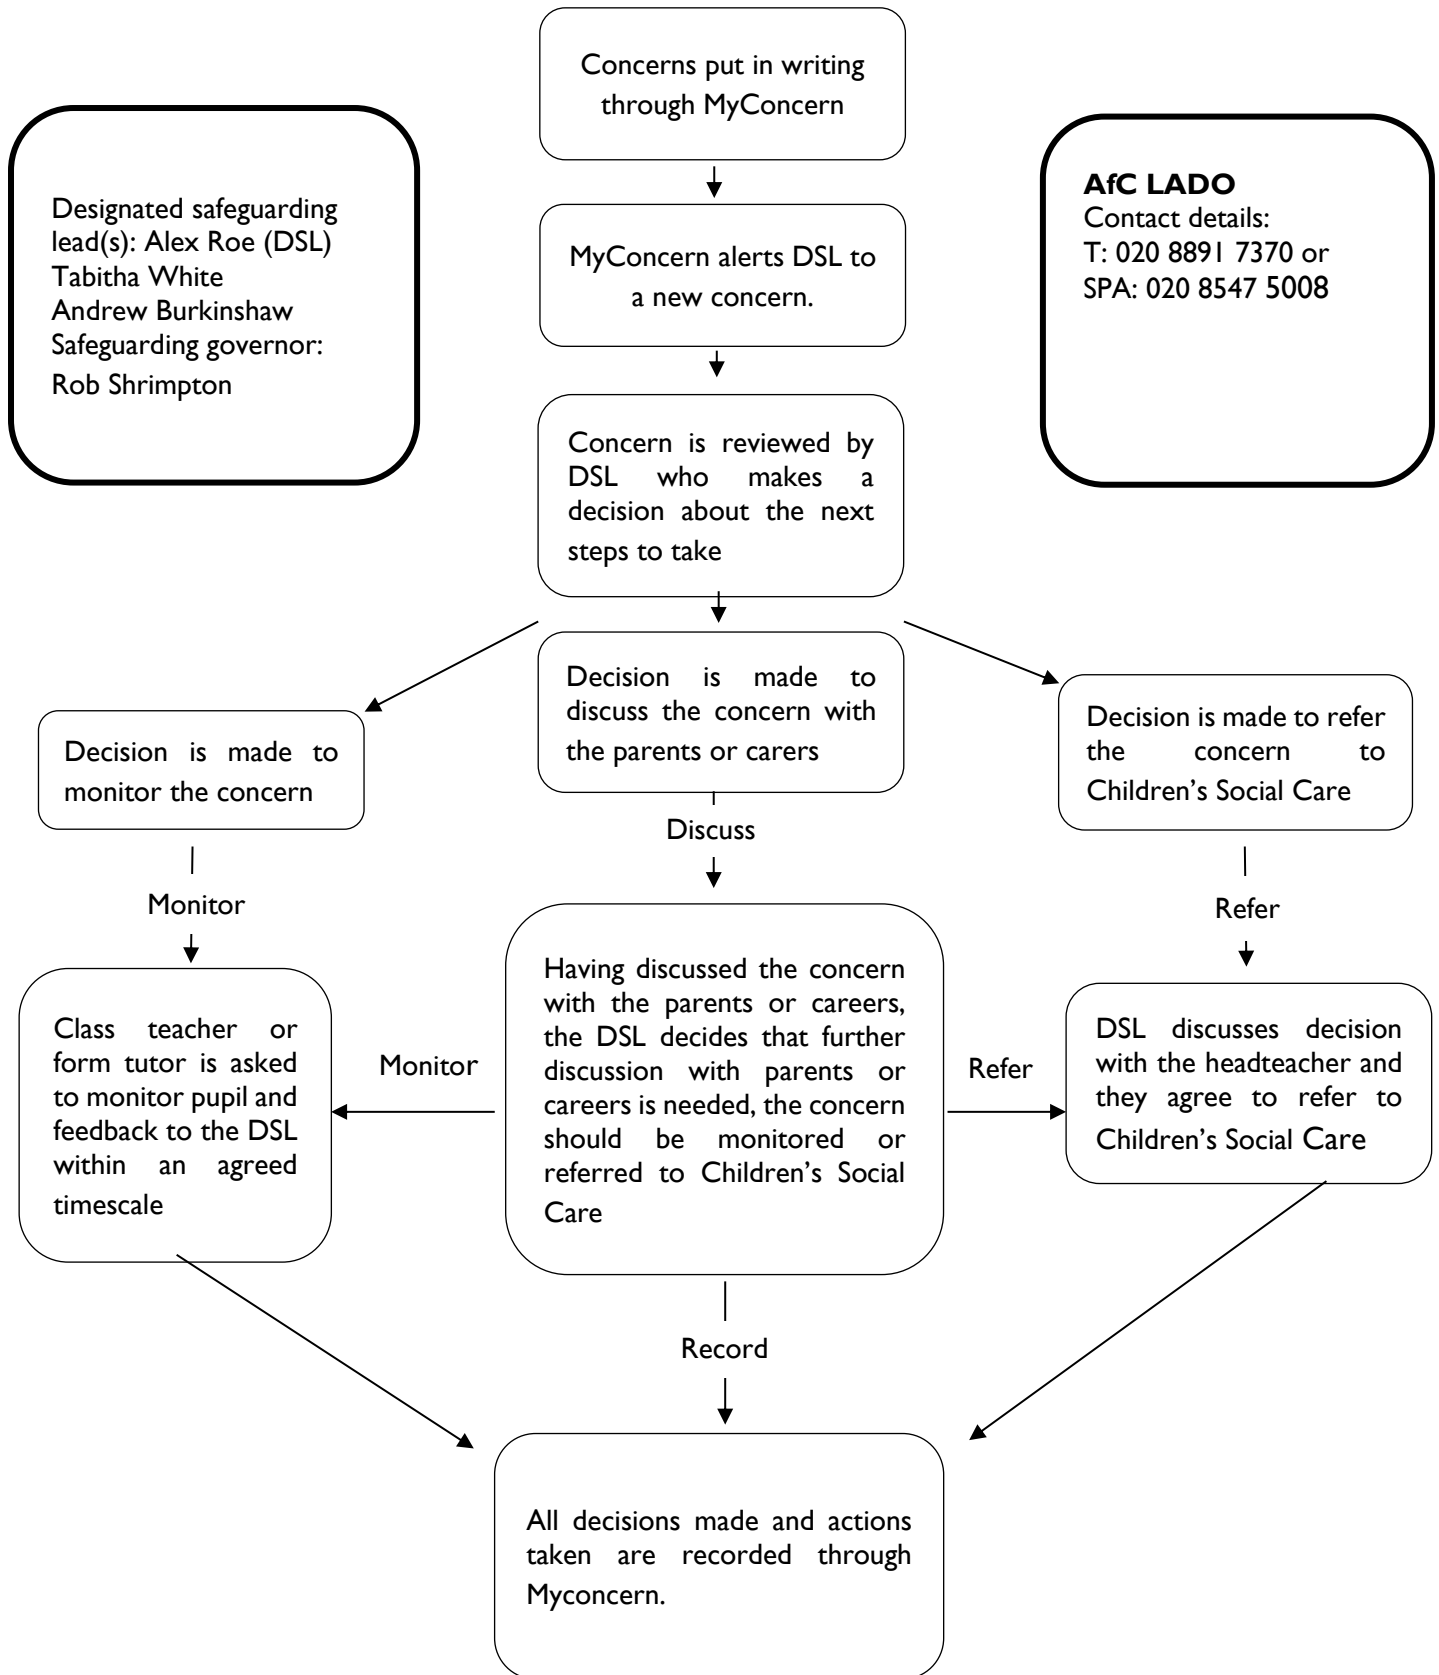 Concerns put in writing
through MyConcern
Designated safeguarding
lead(s): Alex Roe (DSL)
Tabitha White
Andrew Burkinshaw
Safeguarding governor:
Rob Shrimpton
AfC LADO
Contact details:
T: 020 8891 7370 or
SPA: 020 8547 5008
MyConcern alerts DSL to
a new concern.
Concern is reviewed by
DSL who makes a
decision about the next
steps to take
Decision is made to
monitor the concern
Decision is made to
discuss the concern with
the parents or carers
Decision is made to refer
the concern to
Children’s Social Care
Monitor
Discuss
Refer
Class teacher or
form tutor is asked
to monitor pupil and
feedback to the DSL
within an agreed
timescale
Monitor
Having discussed the concern
with the parents or careers,
the DSL decides that further
discussion with parents or
careers is needed, the concern
should be monitored or
referred to Children’s Social
Care
Refer
DSL discusses decision
with the headteacher and
they agree to refer to
Children’s Social Care
Record
All decisions made and actions
taken are recorded through
Myconcern.